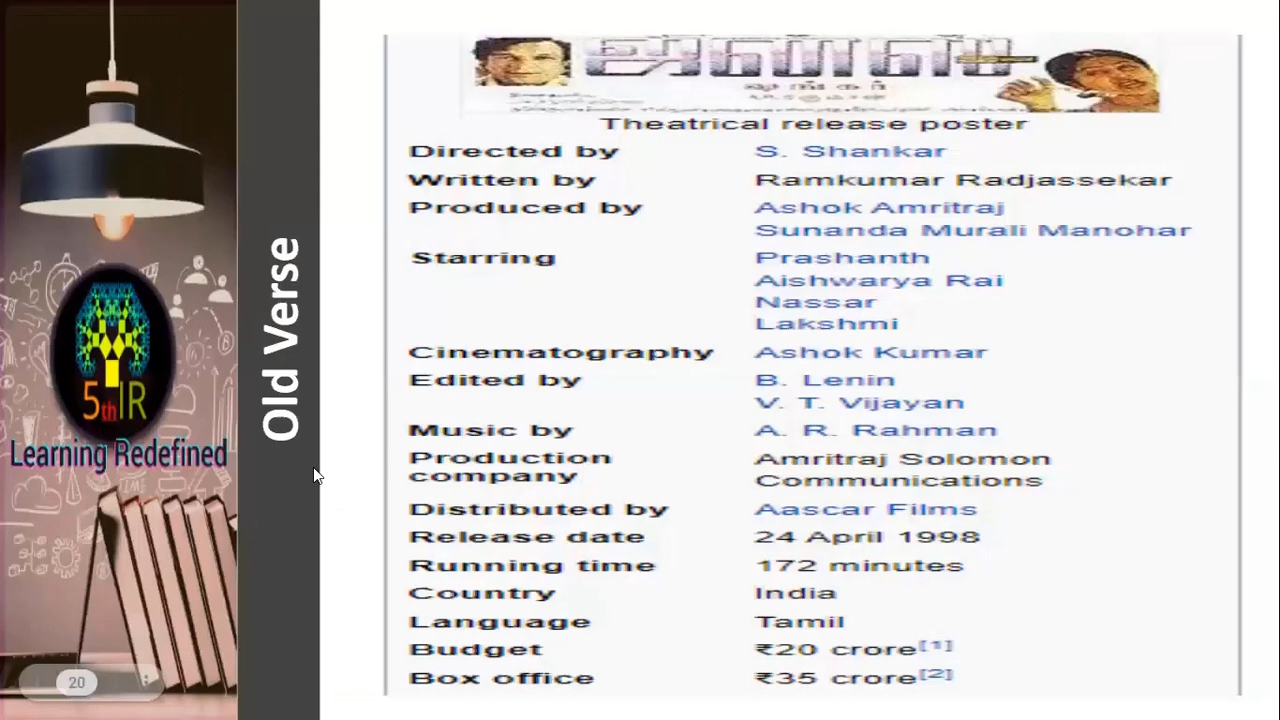 Old Verse
5thIR
Learning Redefined
20
ஜீன்ஸ்
Theatrical release poster
Directed by S. Shankar
Written by Ramkumar Radjassekar
Produced by Ashok Amritraj
Sunanda Murali Manohar
Starring Prashanth
Aishwarya Rai
Nassar
Lakshmi
Cinematography Ashok Kumar
Edited by B. Lenin
V. T. Vijayan
Music by A. R. Rahman
Production Amritraj Solomon
company Communications
Distributed by Aascar Films
Release date 24 April 1998
Running time 172 minutes
Country India
Language Tamil
Budget ₹20 crore[1]
Box office ₹35 crore[2]